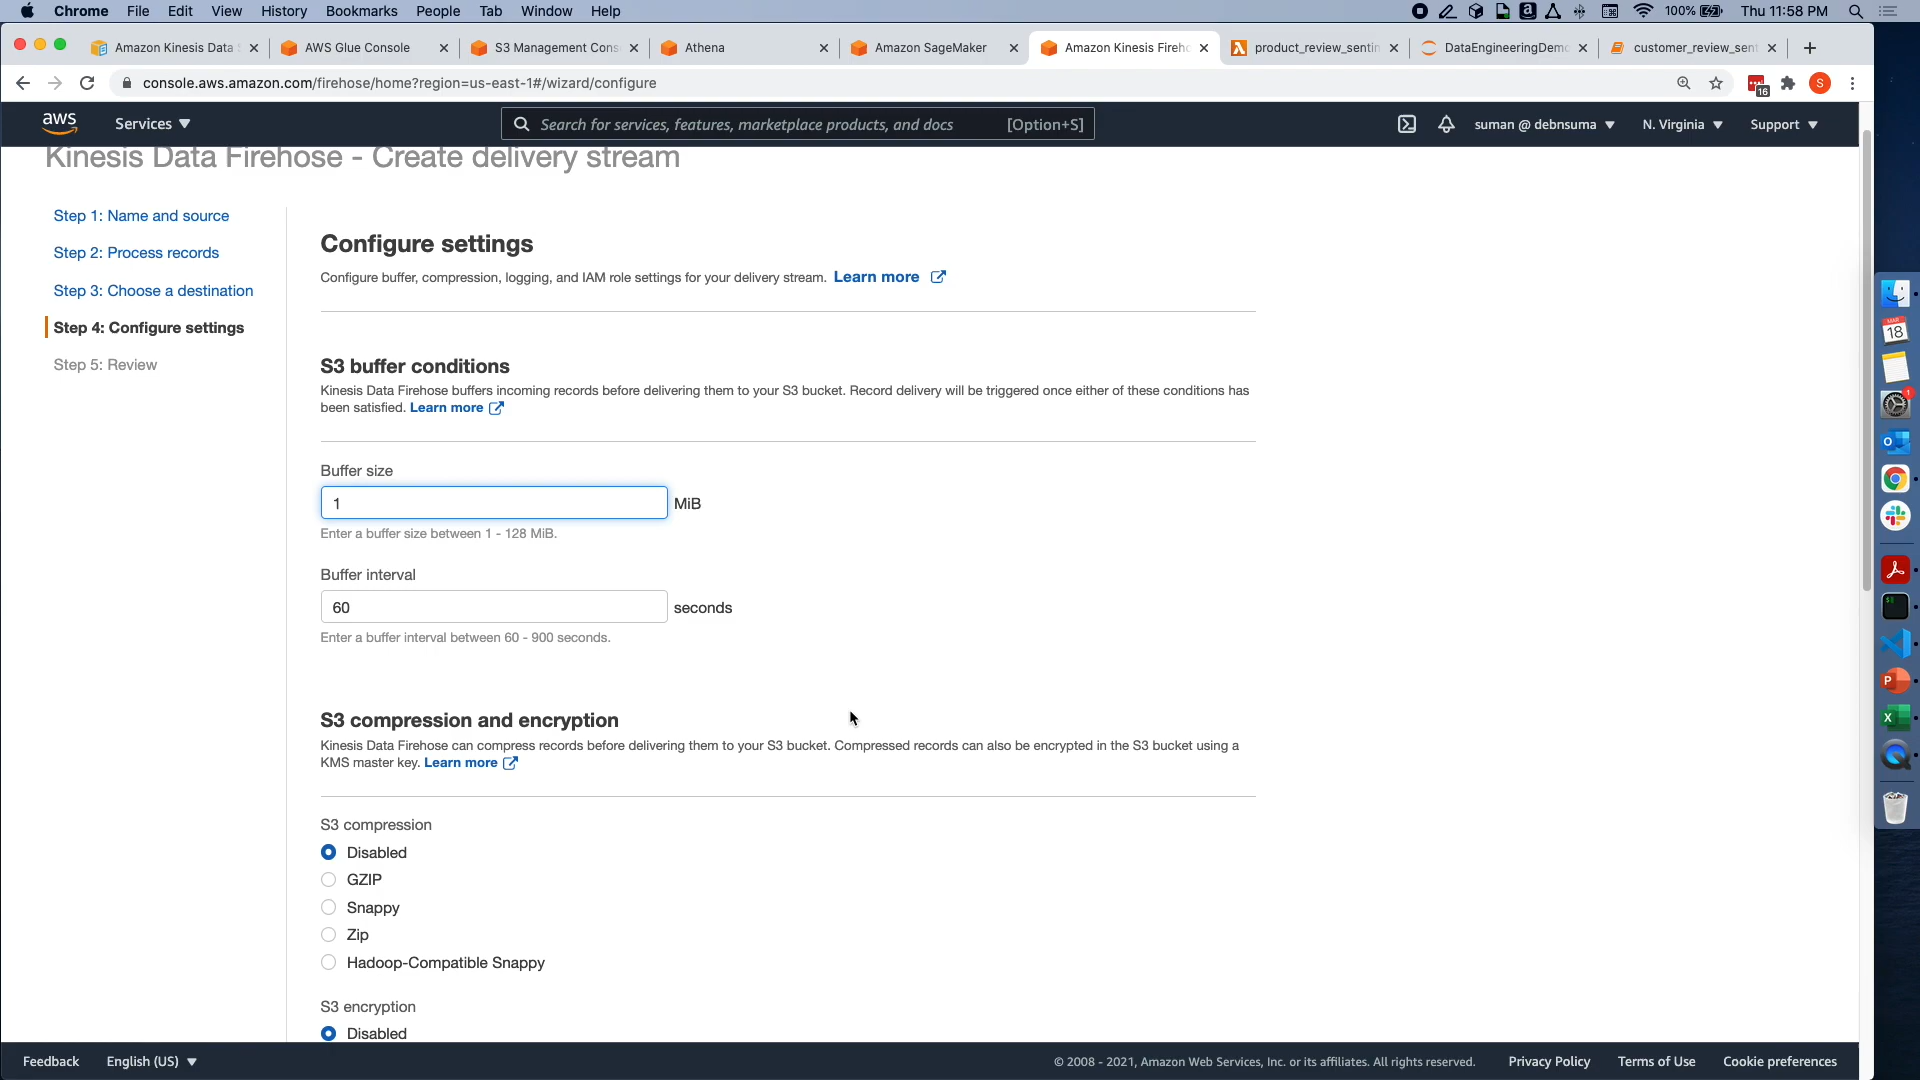 Chrome File Edit View History Bookmarks People Tab Window Help 100% Thu 11:58 PM
Amazon Kinesis Data AWS Glue Console S3 Management Cons Athena Amazon SageMaker Amazon Kinesis Fireho product_review_sentin DataEngineeringDemo customer_review_sent
console.aws.amazon.com/firehose/home?region=us-east-1#/wizard/configure 16 S
aws Services Search for services, features, marketplace products, and docs [Option+S] suman @ debnsuma N. Virginia Support
Kinesis Data Firehose - Create delivery stream
Step 1: Name and source
Step 2: Process records
Step 3: Choose a destination
Step 4: Configure settings
Step 5: Review
Configure settings
Configure buffer, compression, logging, and IAM role settings for your delivery stream. Learn more
S3 buffer conditions
Kinesis Data Firehose buffers incoming records before delivering them to your S3 bucket. Record delivery will be triggered once either of these conditions has
been satisfied. Learn more
Buffer size
1 MiB
Enter a buffer size between 1 - 128 MiB.
Buffer interval
60 seconds
Enter a buffer interval between 60 - 900 seconds.
S3 compression and encryption
Kinesis Data Firehose can compress records before delivering them to your S3 bucket. Compressed records can also be encrypted in the S3 bucket using a
KMS master key. Learn more
S3 compression
Disabled
GZIP
Snappy
Zip
Hadoop-Compatible Snappy
S3 encryption
Disabled
MAR
18
1
Feedback English (US) © 2008 - 2021, Amazon Web Services, Inc. or its affiliates. All rights reserved. Privacy Policy Terms of Use Cookie preferences